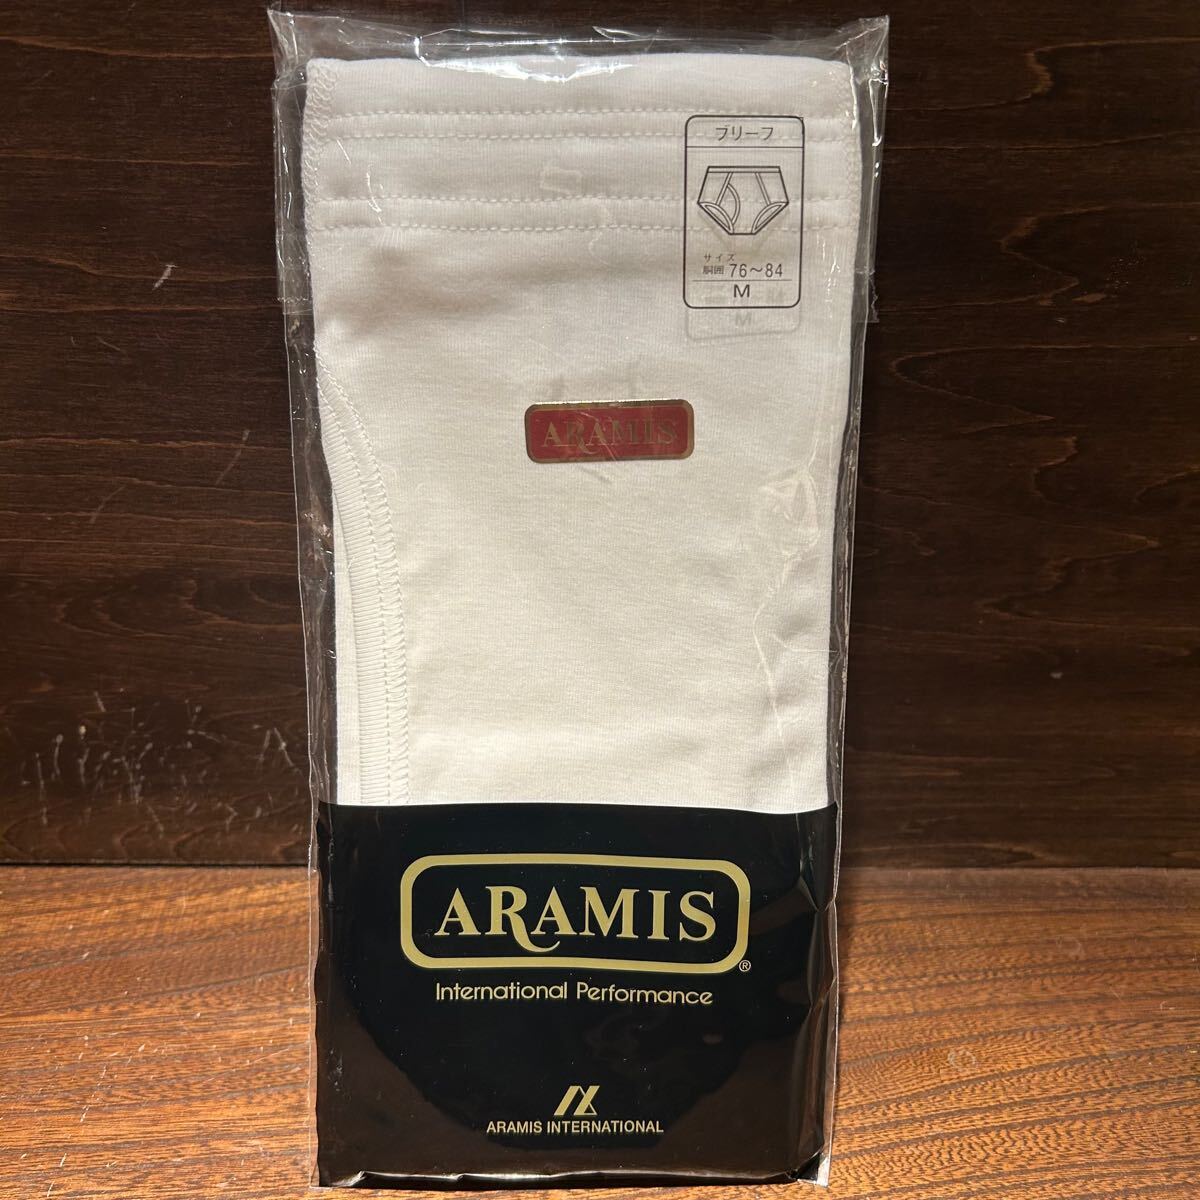 ブリーフ
サイズ
胴囲 76〜84
M
M
ARAMIS
ARAMIS
®
International Performance
ARAMIS INTERNATIONAL